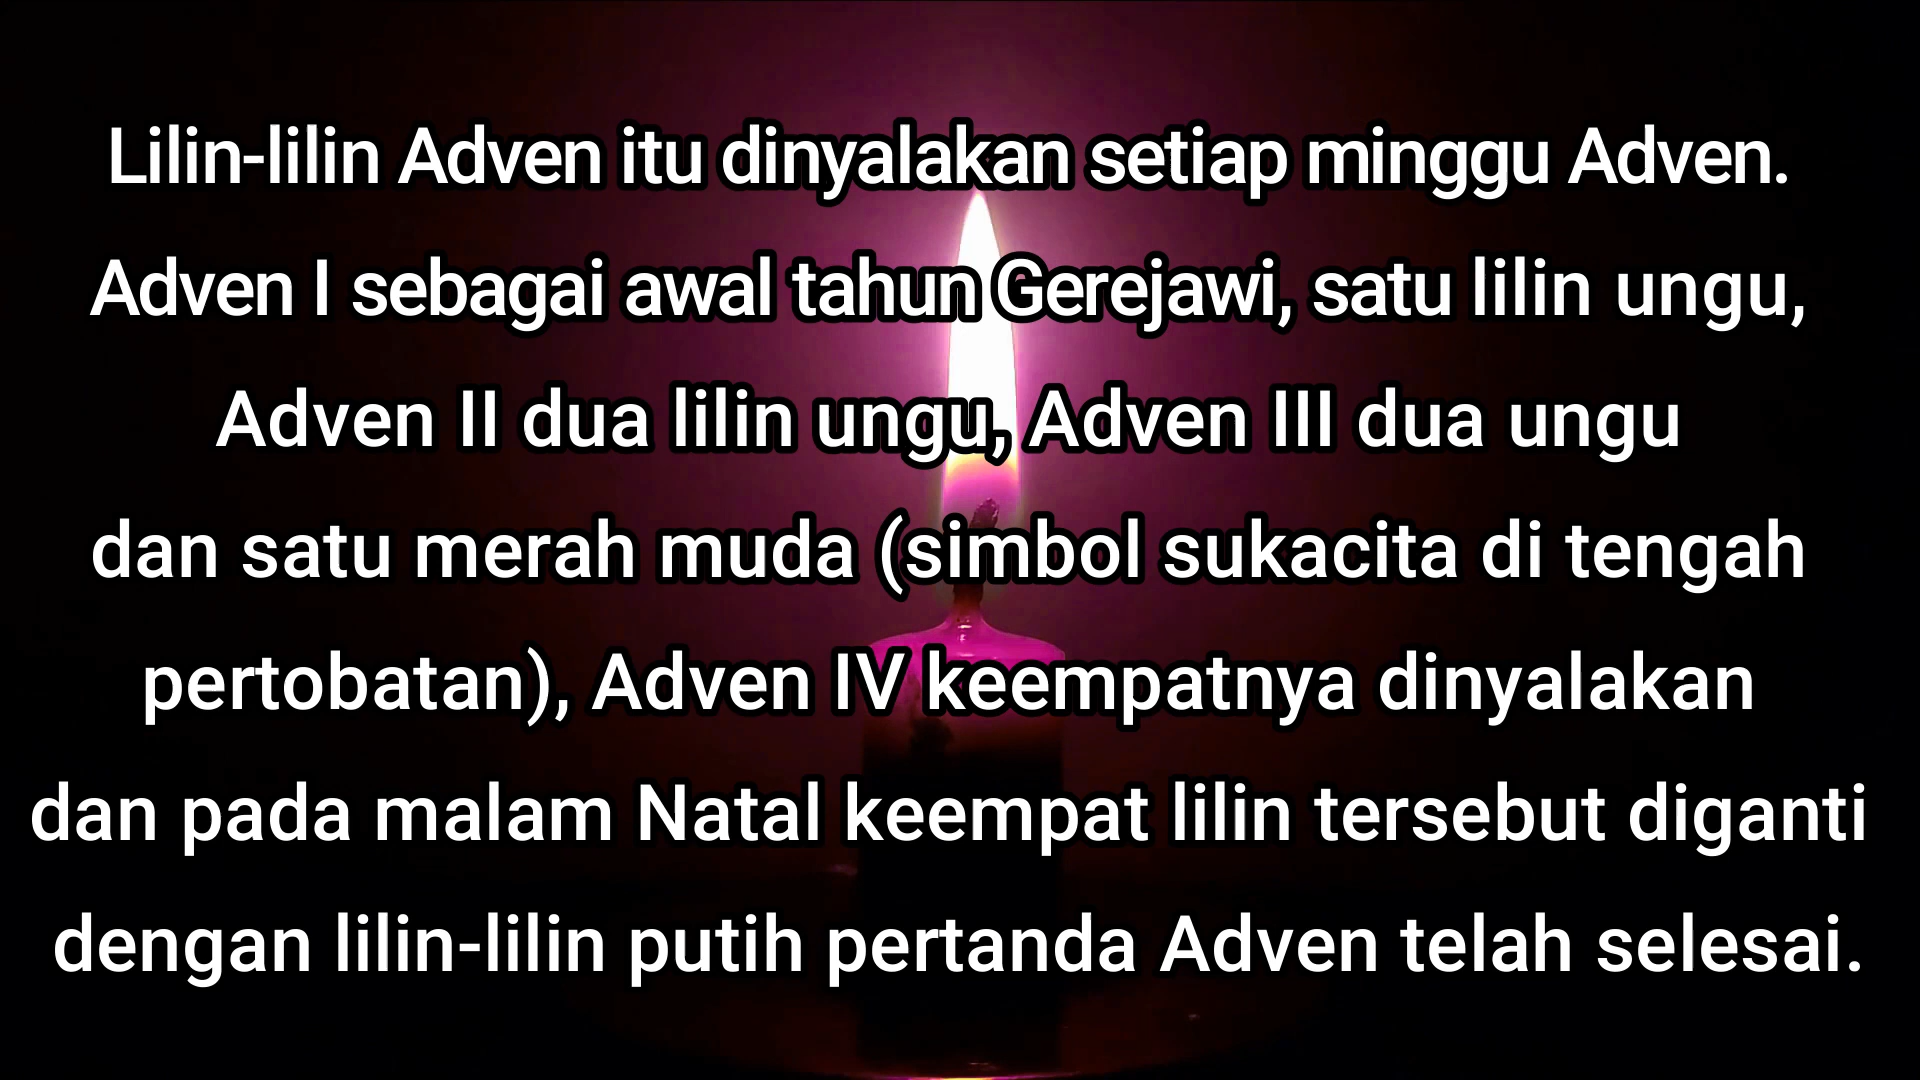 Lilin-lilin Adven itu dinyalakan setiap minggu Adven.
Adven I sebagai awal tahun Gerejawi, satu lilin ungu,
Adven II dua lilin ungu, Adven III dua ungu
dan satu merah muda (simbol sukacita di tengah
pertobatan), Adven IV keempatnya dinyalakan
dan pada malam Natal keempat lilin tersebut diganti
dengan lilin-lilin putih pertanda Adven telah selesai.